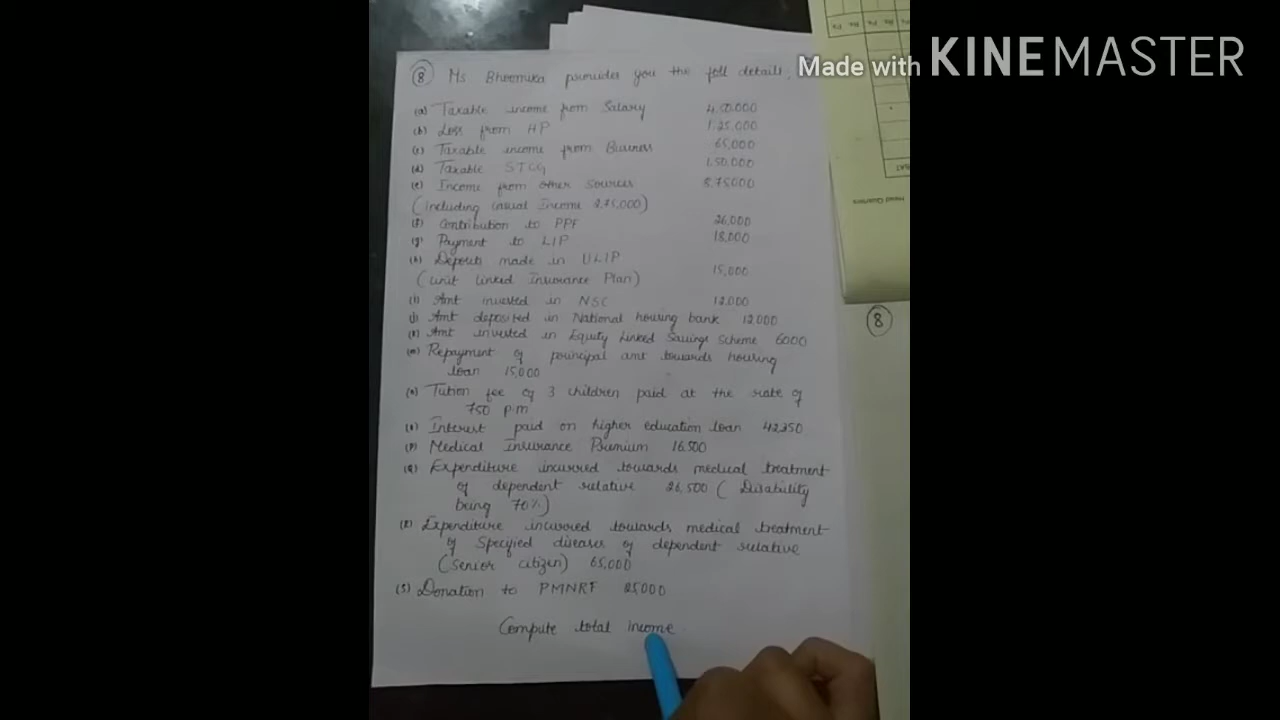 Made with KINEMASTER
(8) Ms Bhoomika provides you the foll details,
(a) Taxable income from Salary 4,50,000
(b) Loss from HP 1,25,000
(c) Taxable income from Business 65,000
(d) Taxable STCG 1,50,000
(e) Income from other Sources 8,75,000
(including casual Income 2,75,000)
(f) Contribution to PPF 26,000
(g) Payment to LIP 18,000
(h) Deposits made in ULIP
(unit linked Insurance Plan) 15,000
(i) Amt invested in NSC 12,000
(j) Amt deposited in National housing bank 12,000
Amt invested in Equity Linked Savings Scheme 6000
(m) Repayment of principal amt towards housing
loan 15,000
(n) Tution fee of 3 children paid at the rate of
750 p.m
(o) Interest paid on higher education loan 42,350
(p) Medical Insurance Premium 16,500
(Q) Expenditure incurred towards medical treatment
of dependent relative 26,500 (Disability
being 70%)
(R) Expenditure incurred towards medical treatment
of Specified diseases of dependent relative
(senior citizen) 65,000
(S) Donation to PMNRF 25,000
Compute total income
(8)